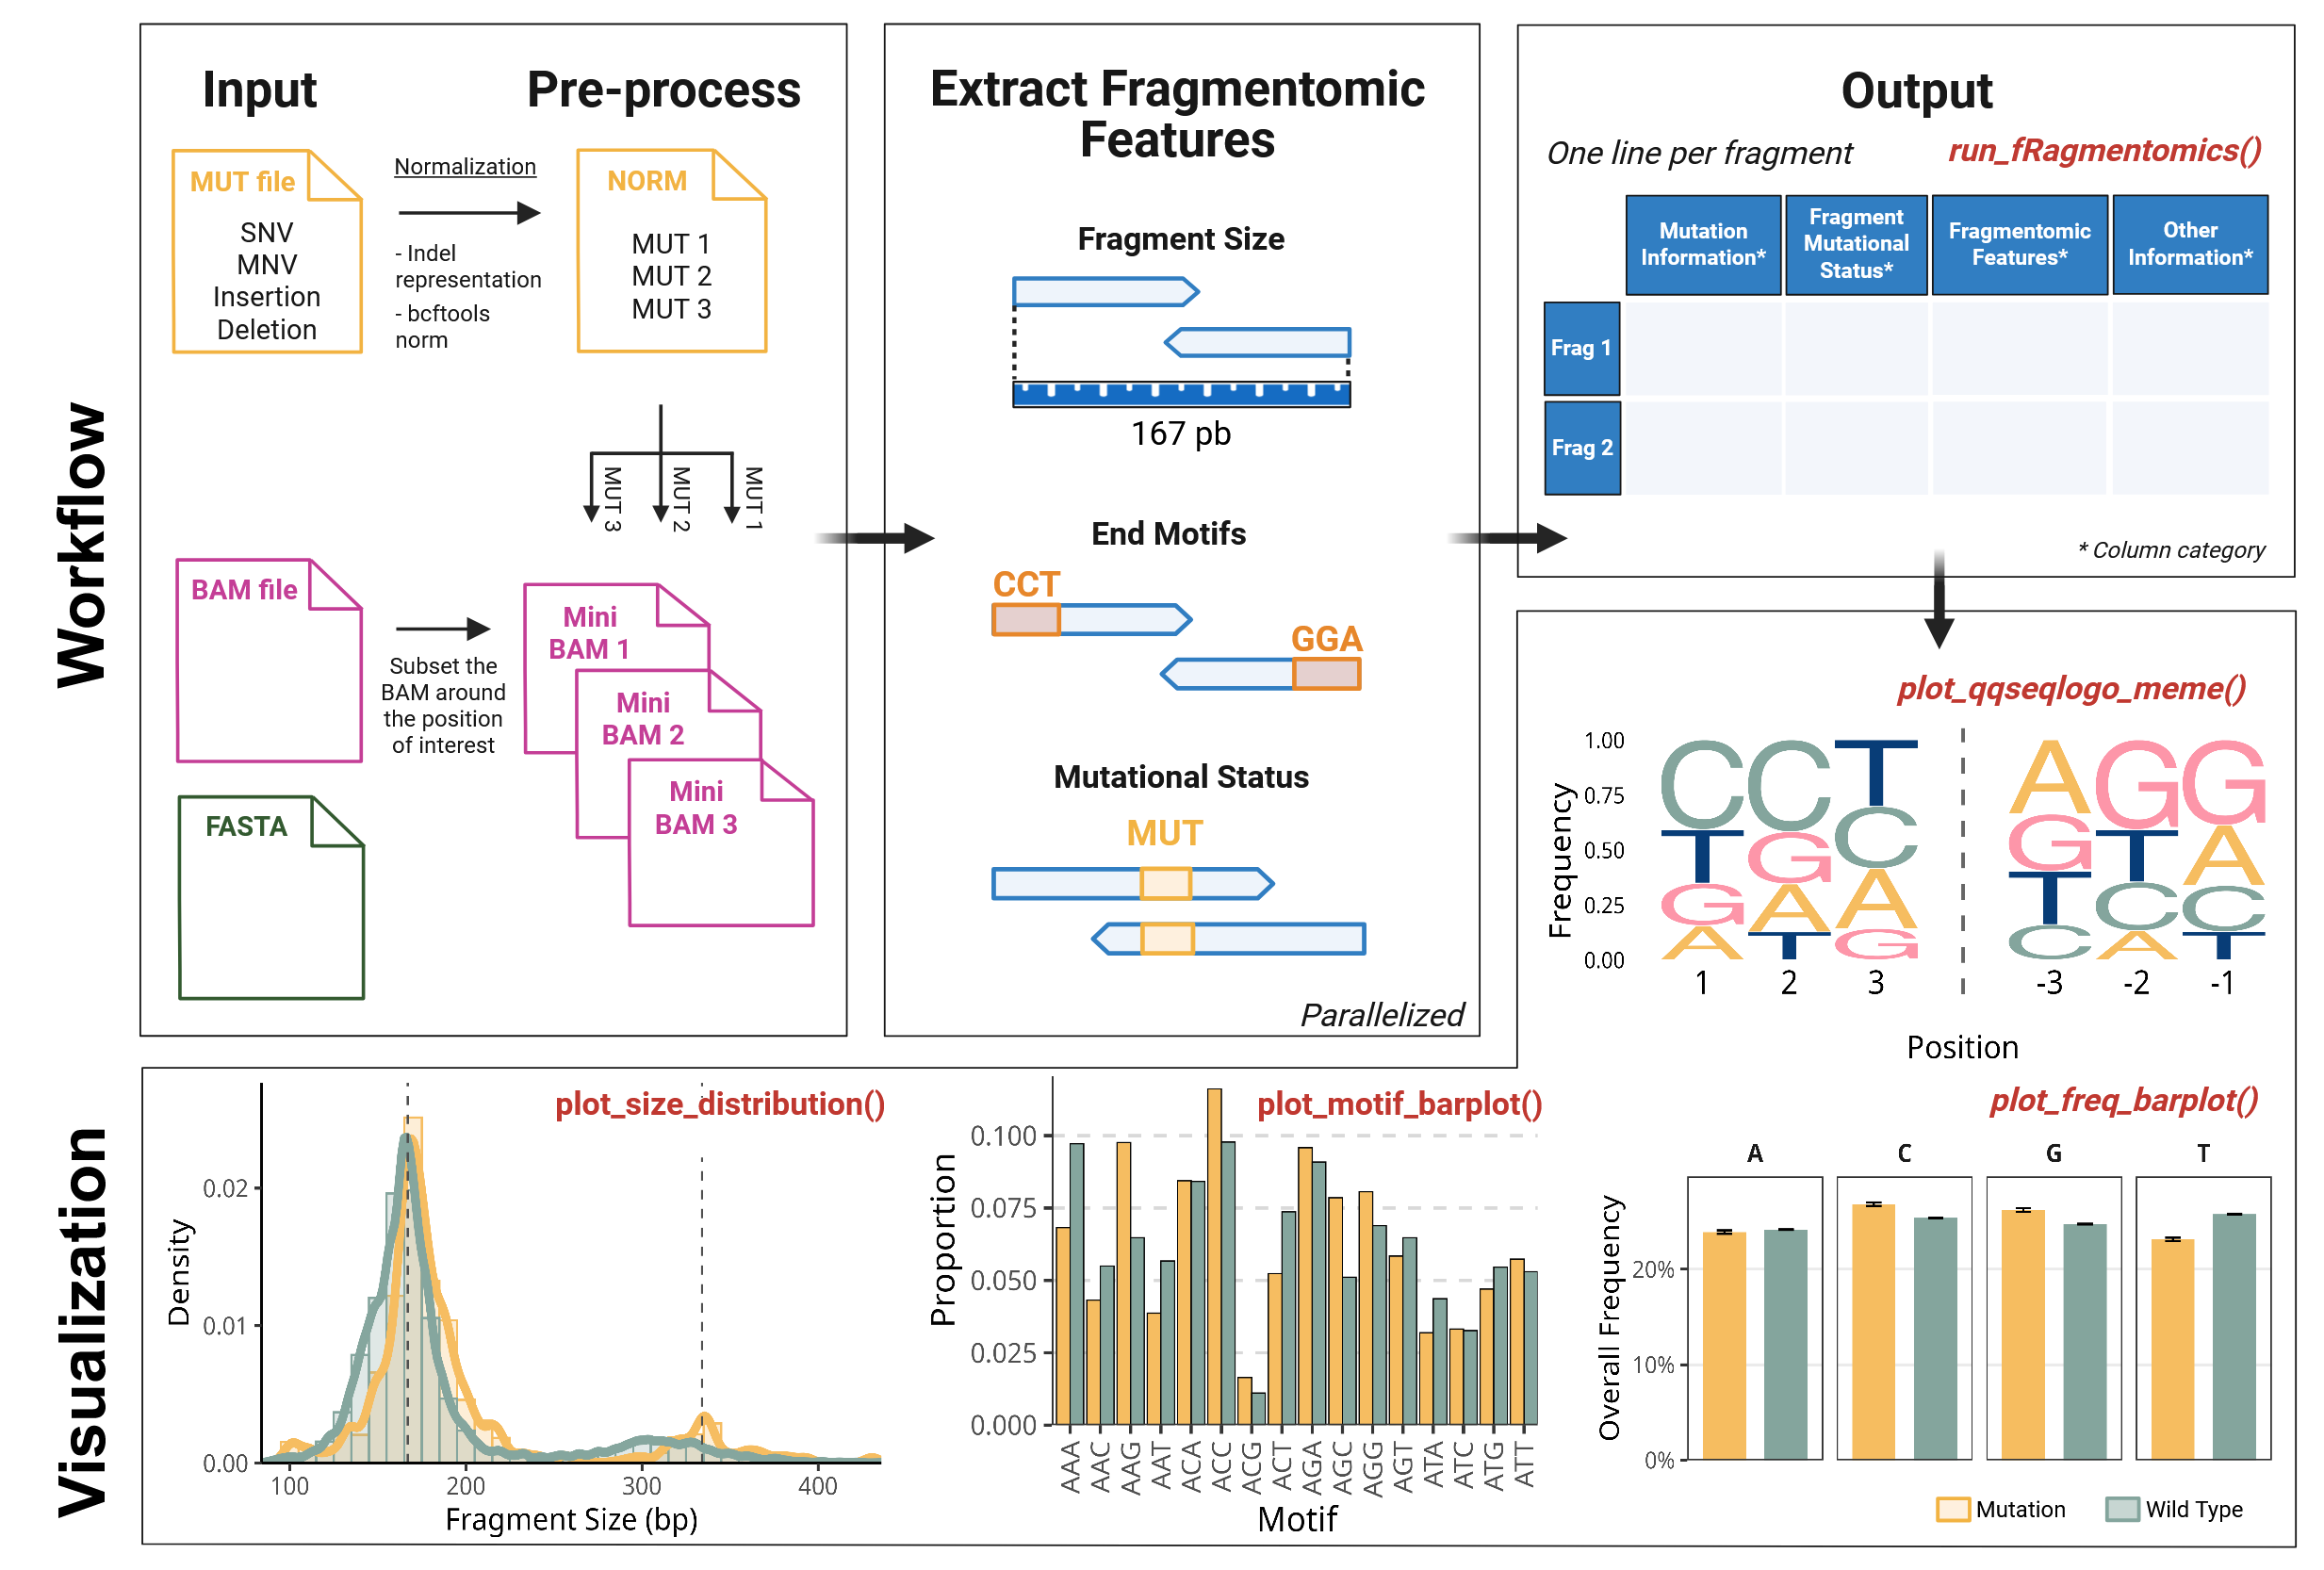 Workflow
Input
Pre-process
MUT file
SNV
MNV
Insertion
Deletion
Normalization
- Indel
representation
- bcftools
norm
NORM
MUT 1
MUT 2
MUT 3
MUT 3
MUT 2
MUT 1
BAM file
Subset the
BAM around
the position
of interest
Mini
BAM 1
Mini
BAM 2
Mini
BAM 3
FASTA
Extract Fragmentomic
Features
Fragment Size
167 pb
End Motifs
CCT
GGA
Mutational Status
MUT
Parallelized
Output
One line per fragment
run_fRagmentomics()
Mutation
Information*
Fragment
Mutational
Status*
Fragmentomic
Features*
Other
Information*
Frag 1
Frag 2
* Column category
plot_qqseqlogo_meme()
Frequency
1.00
0.75
0.50
0.25
0.00
C C T A G G
T G C G T A
G A A T C C
A T G C A T
1 2 3 -3 -2 -1
Position
Visualization
plot_size_distribution()
Density
0.02
0.01
0.00
100 200 300 400
Fragment Size (bp)
plot_motif_barplot()
Proportion
0.100
0.075
0.050
0.025
0.000
AAA AAC AAG AAT ACA ACC ACG ACT AGA AGC AGG AGT ATA ATC ATG ATT
Motif
plot_freq_barplot()
A C G T
Overall Frequency
20%
10%
0%
Mutation Wild Type